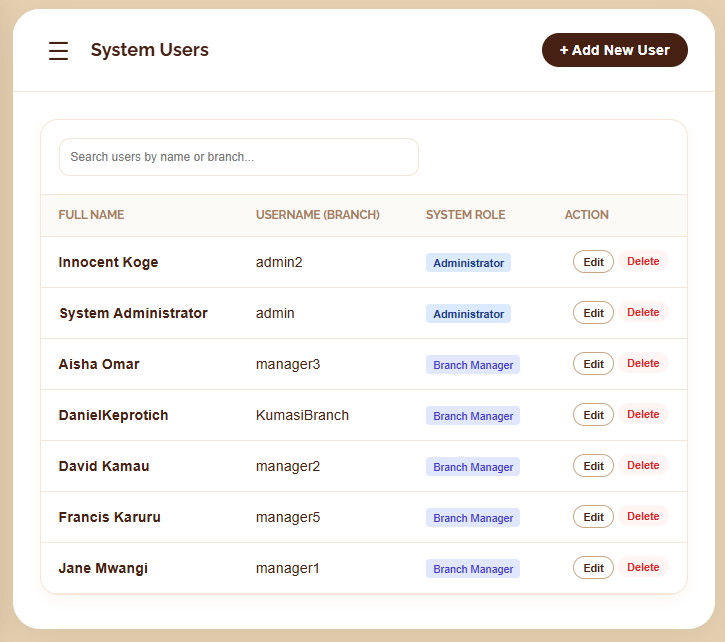 System Users
+ Add New User
Search users by name or branch...
FULL NAME USERNAME (BRANCH) SYSTEM ROLE ACTION
Innocent Koge admin2 Administrator Edit Delete
System Administrator admin Administrator Edit Delete
Aisha Omar manager3 Branch Manager Edit Delete
DanielKeprotich KumasiBranch Branch Manager Edit Delete
David Kamau manager2 Branch Manager Edit Delete
Francis Karuru manager5 Branch Manager Edit Delete
Jane Mwangi manager1 Branch Manager Edit Delete